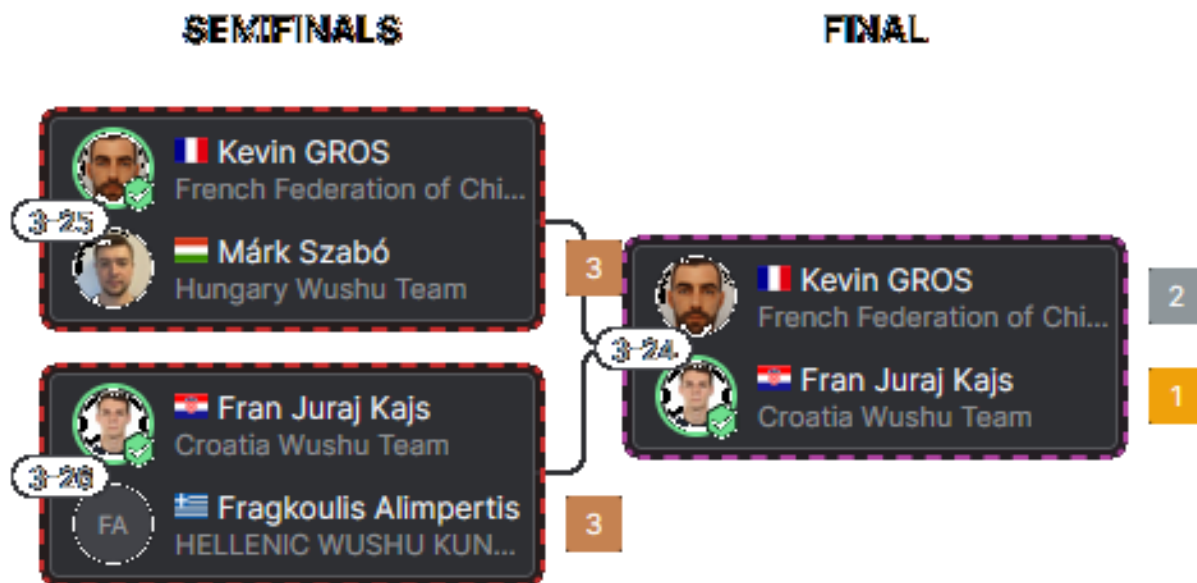 SEMIFINALS
FINAL
Kevin GROS
French Federation of Chi...
3-25
Márk Szabó
Hungary Wushu Team
3
Fran Juraj Kajs
Croatia Wushu Team
3-26
FA
Fragkoulis Alimpertis
HELLENIC WUSHU KUN...
3
Kevin GROS
French Federation of Chi...
2
3-24
Fran Juraj Kajs
Croatia Wushu Team
1